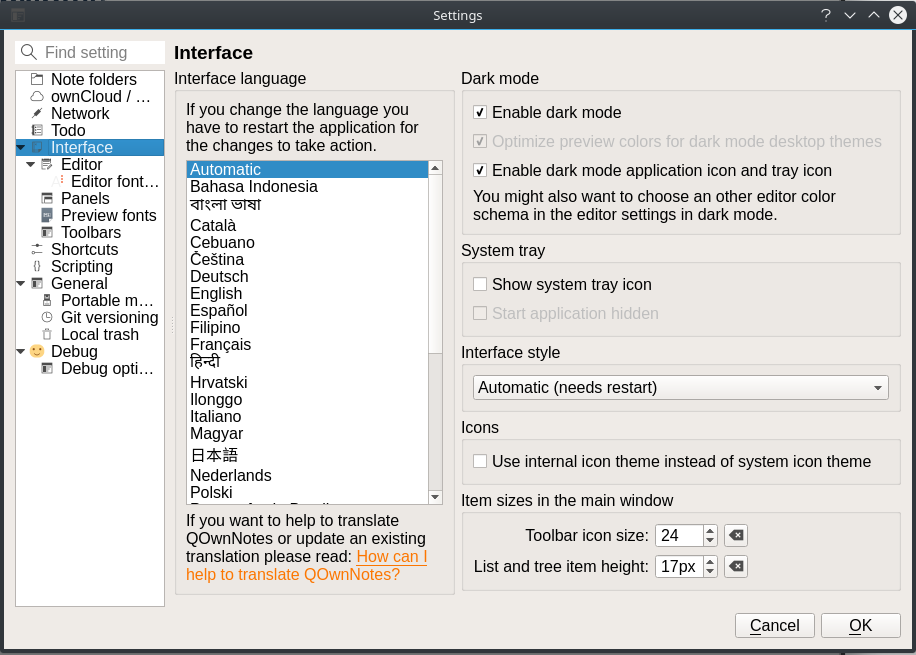 Settings
Find setting
Note folders
ownCloud / ...
Network
Todo
Interface
Editor
Editor font...
Panels
Preview fonts
Toolbars
Shortcuts
Scripting
General
Portable m...
Git versioning
Local trash
Debug
Debug opti...
Interface
Interface language
If you change the language you
have to restart the application for
the changes to take action.
Automatic
Bahasa Indonesia
বাংলা ভাষা
Català
Cebuano
Čeština
Deutsch
English
Español
Filipino
Français
हिन्दी
Hrvatski
Ilonggo
Italiano
Magyar
日本語
Nederlands
Polski
If you want to help to translate
QOwnNotes or update an existing
translation please read: How can I
help to translate QOwnNotes?
Dark mode
Enable dark mode
Optimize preview colors for dark mode desktop themes
Enable dark mode application icon and tray icon
You might also want to choose an other editor color
schema in the editor settings in dark mode.
System tray
Show system tray icon
Start application hidden
Interface style
Automatic (needs restart)
Icons
Use internal icon theme instead of system icon theme
Item sizes in the main window
Toolbar icon size: 24
List and tree item height: 17px
Cancel OK